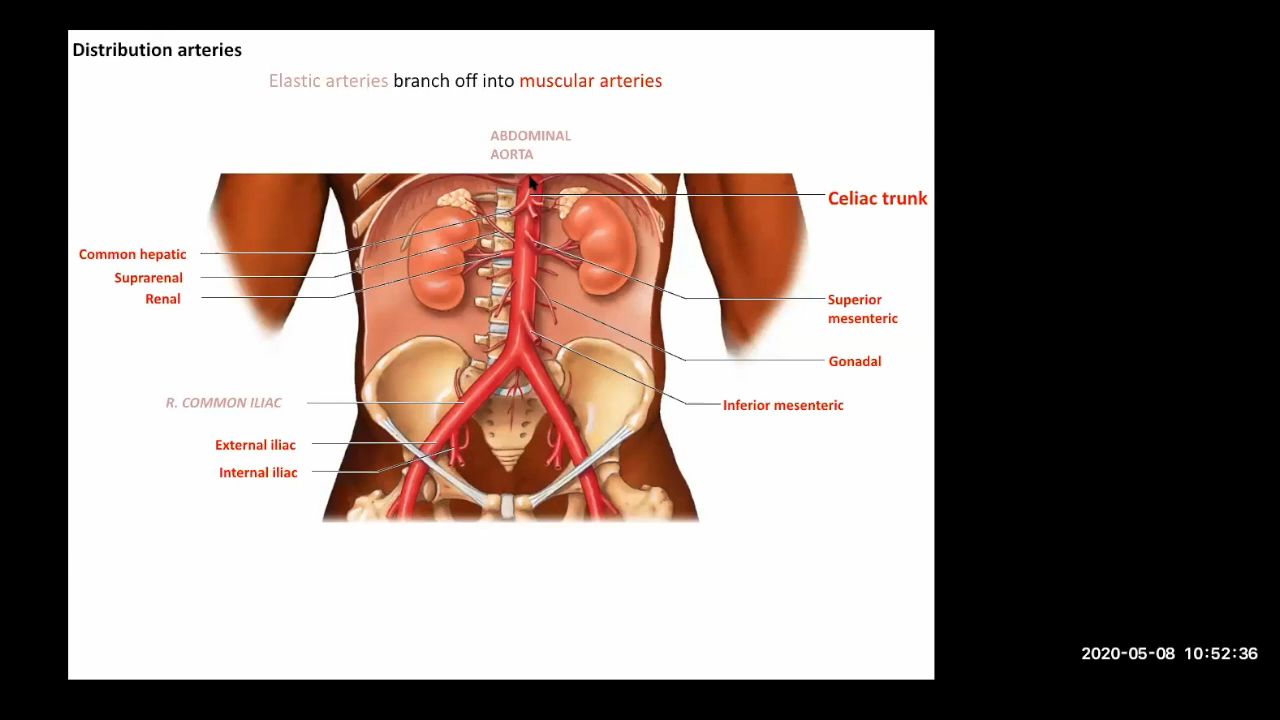 Distribution arteries
Elastic arteries branch off into muscular arteries
ABDOMINAL
AORTA
Celiac trunk
Common hepatic
Suprarenal
Renal
Superior
mesenteric
Gonadal
R. COMMON ILIAC
Inferior mesenteric
External iliac
Internal iliac
2020-05-08 10:52:36